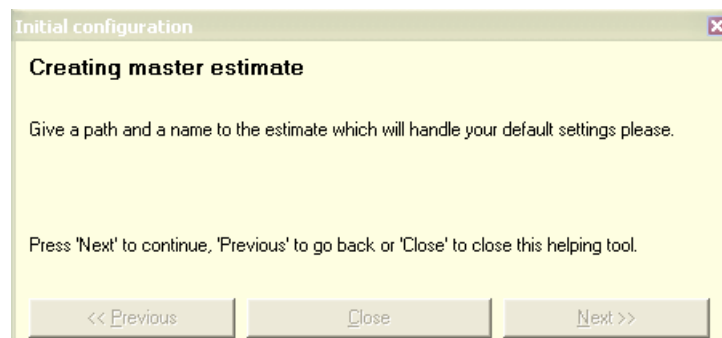 Initial configuration
Creating master estimate
Give a path and a name to the estimate which will handle your default settings please.
Press 'Next' to continue, 'Previous' to go back or 'Close' to close this helping tool.
<< Previous Close Next >>